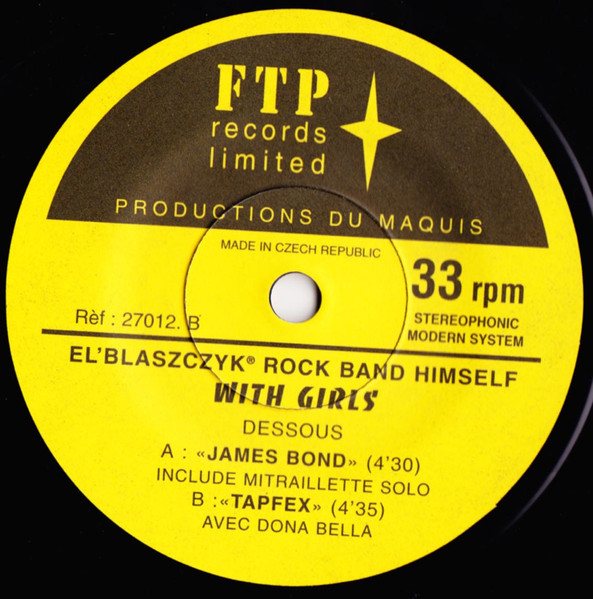 FTP
records
limited
PRODUCTIONS DU MAQUIS
MADE IN CZECH REPUBLIC
33 rpm
Rèf : 27012. B
STEREOPHONIC
MODERN SYSTEM
EL'BLASZCZYK® ROCK BAND HIMSELF
WITH GIRLS
DESSOUS
A : «JAMES BOND» (4'30)
INCLUDE MITRAILLETTE SOLO
B :«TAPFEX» (4'35)
AVEC DONA BELLA